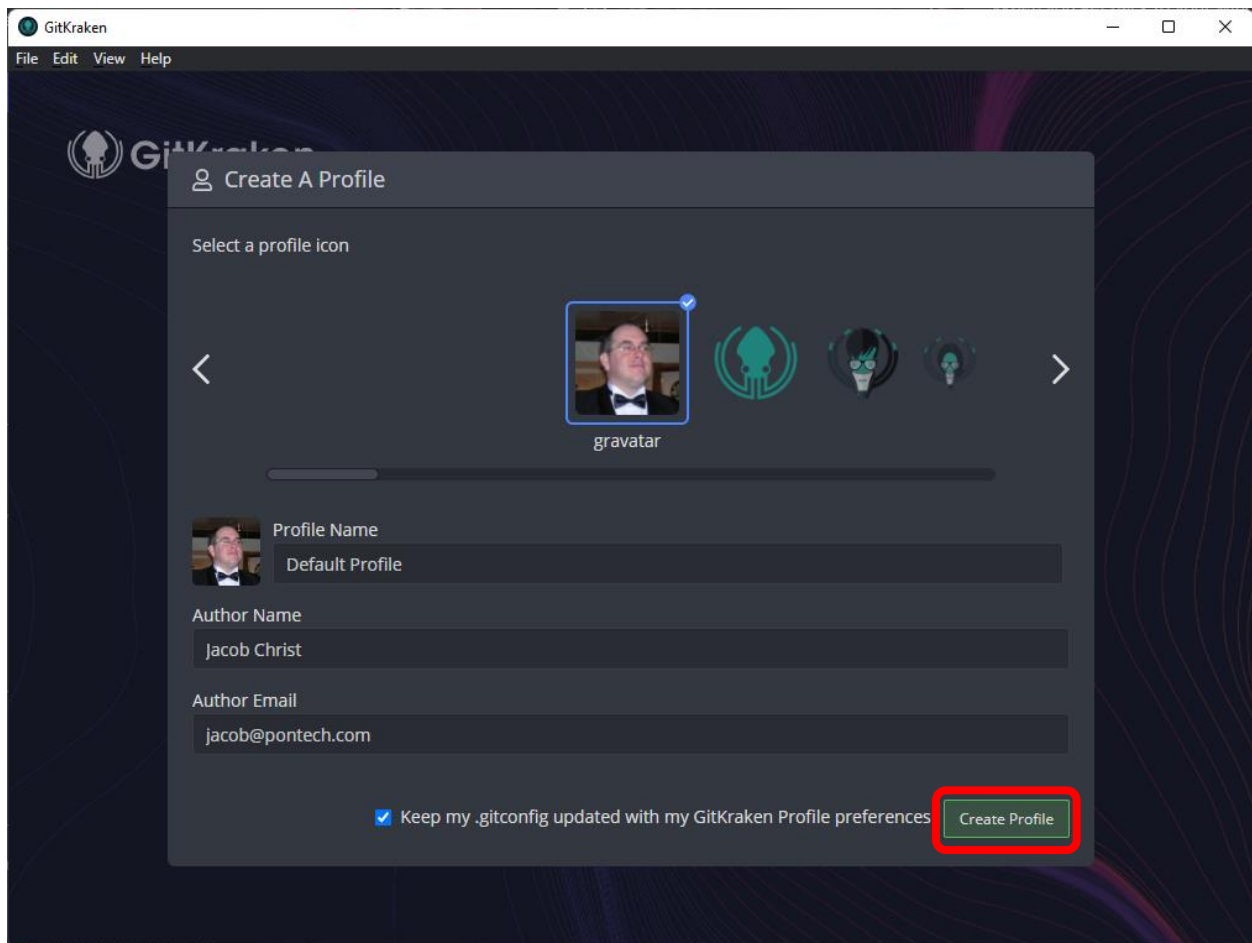 GitKraken
File Edit View Help
GitKraken
Create A Profile
Select a profile icon
gravatar
Profile Name
Default Profile
Author Name
Jacob Christ
Author Email
jacob@pontech.com
Keep my .gitconfig updated with my GitKraken Profile preferences
Create Profile